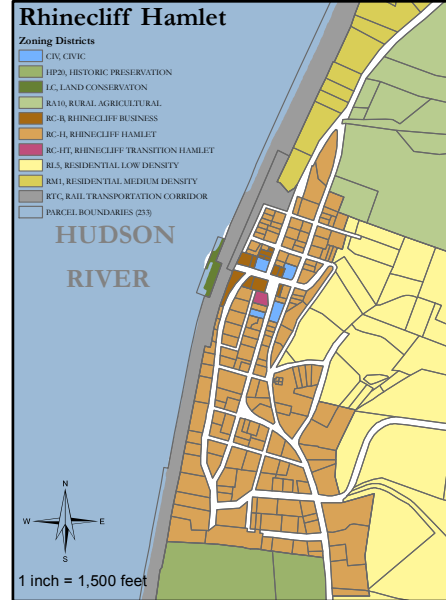 Rhinecliff Hamlet
Zoning Districts
CIV, CIVIC
HP20, HISTORIC PRESERVATION
LC, LAND CONSERVATON
RA10, RURAL AGRICULTURAL
RC-B, RHINECLIFF BUSINESS
RC-H, RHINECLIFF HAMLET
RC-HT, RHINECLIFF TRANSITION HAMLET
RL5, RESIDENTIAL LOW DENSITY
RM1, RESIDENTIAL MEDIUM DENSITY
RTC, RAIL TRANSPORTATION CORRIDOR
PARCEL BOUNDARIES (233)
HUDSON
RIVER
N
W E
S
1 inch = 1,500 feet